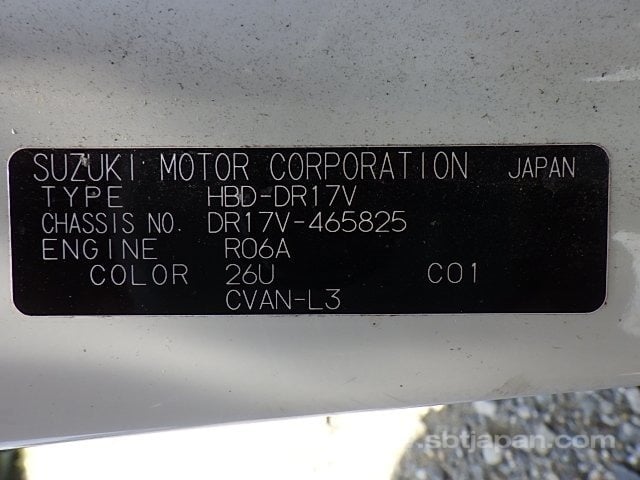 SUZUKI MOTOR CORPORATION JAPAN
TYPE HBD-DR17V
CHASSIS NO. DR17V-465825
ENGINE R06A
COLOR 26U C01
CVAN-L3
sbtjapan.com